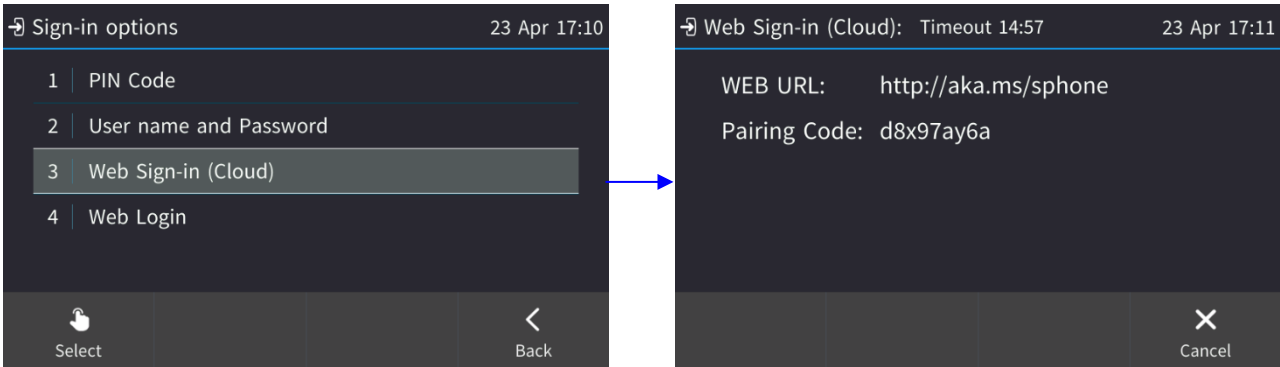 Sign-in options 23 Apr 17:10
1 PIN Code
2 User name and Password
3 Web Sign-in (Cloud)
4 Web Login
Select Back
Web Sign-in (Cloud): Timeout 14:57 23 Apr 17:11
WEB URL: http://aka.ms/sphone
Pairing Code: d8x97ay6a
Cancel